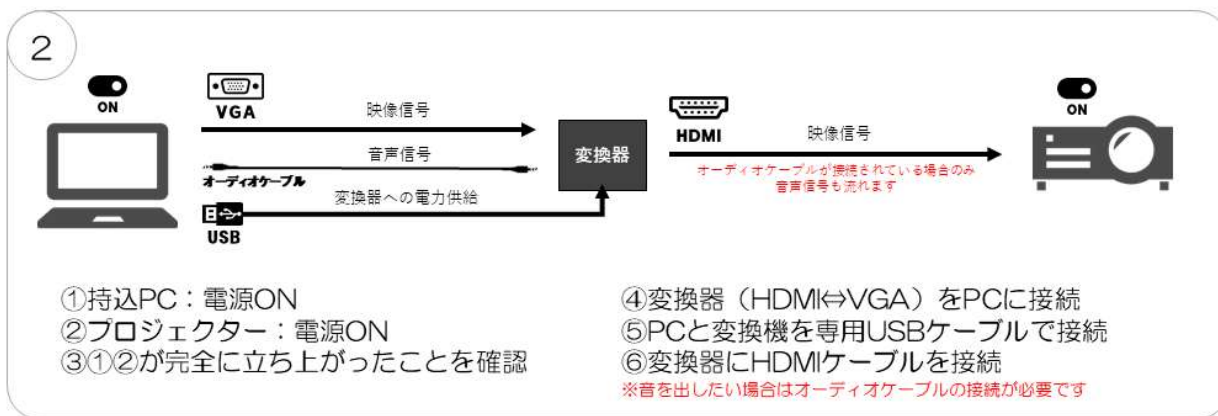 2
ON
VGA
映像信号
音声信号
オーディオケーブル
変換器への電力供給
USB
変換器
HDMI
映像信号
オーディオケーブルが接続されている場合のみ
音声信号も流れます
ON
①持込PC：電源ON
②プロジェクター：電源ON
③①②が完全に立ち上がったことを確認
④変換器（HDMI⇔VGA）をPCに接続
⑤PCと変換機を専用USBケーブルで接続
⑥変換器にHDMIケーブルを接続
※音を出したい場合はオーディオケーブルの接続が必要です